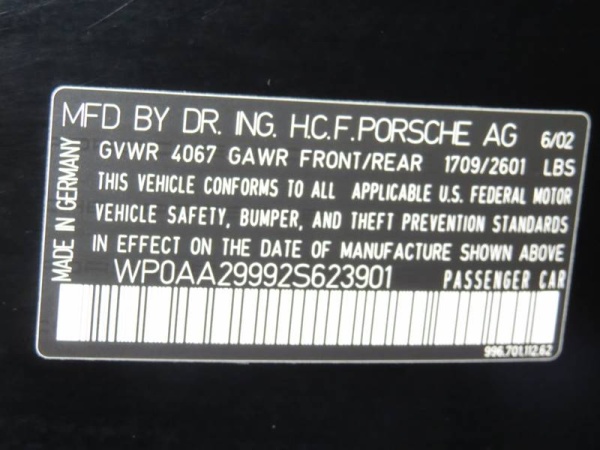 MFD BY DR. ING. H.C.F.PORSCHE AG 6/02
GVWR 4067 GAWR FRONT/REAR 1709/2601 LBS
THIS VEHICLE CONFORMS TO ALL APPLICABLE U.S. FEDERAL MOTOR
VEHICLE SAFETY, BUMPER, AND THEFT PREVENTION STANDARDS
IN EFFECT ON THE DATE OF MANUFACTURE SHOWN ABOVE
WP0AA29992S623901 PASSENGER CAR
996.701.112.62
MADE IN GERMANY